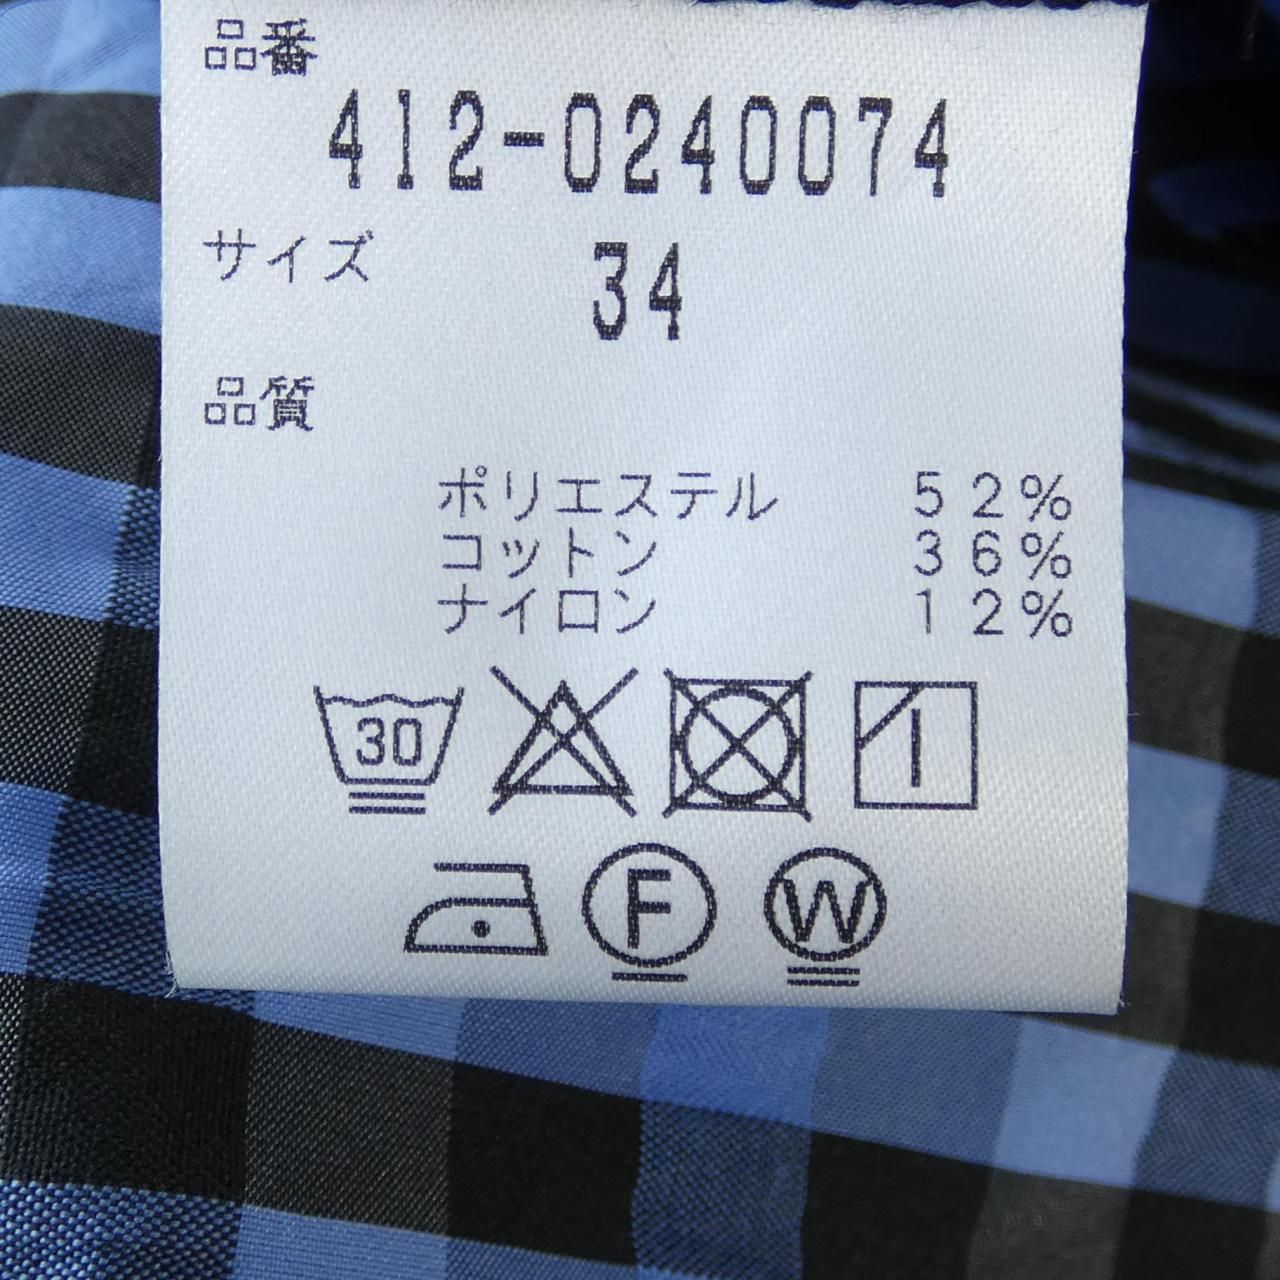 品番
412-0240074
サイズ 34
品質
ポリエステル 52%
コットン 36%
ナイロン 12%
30
F W